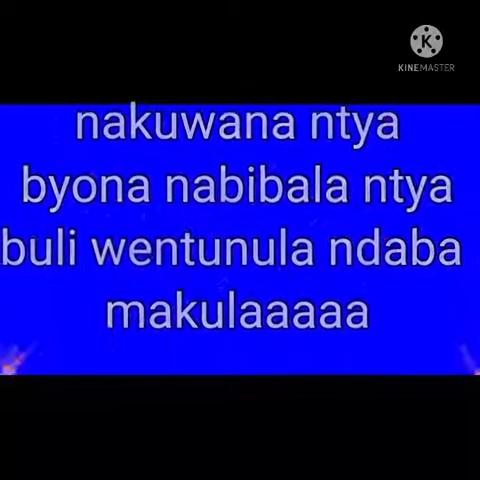 KINEMASTER
nakuwana ntya
byona nabibala ntya
buli wentunula ndaba
makulaaaaa